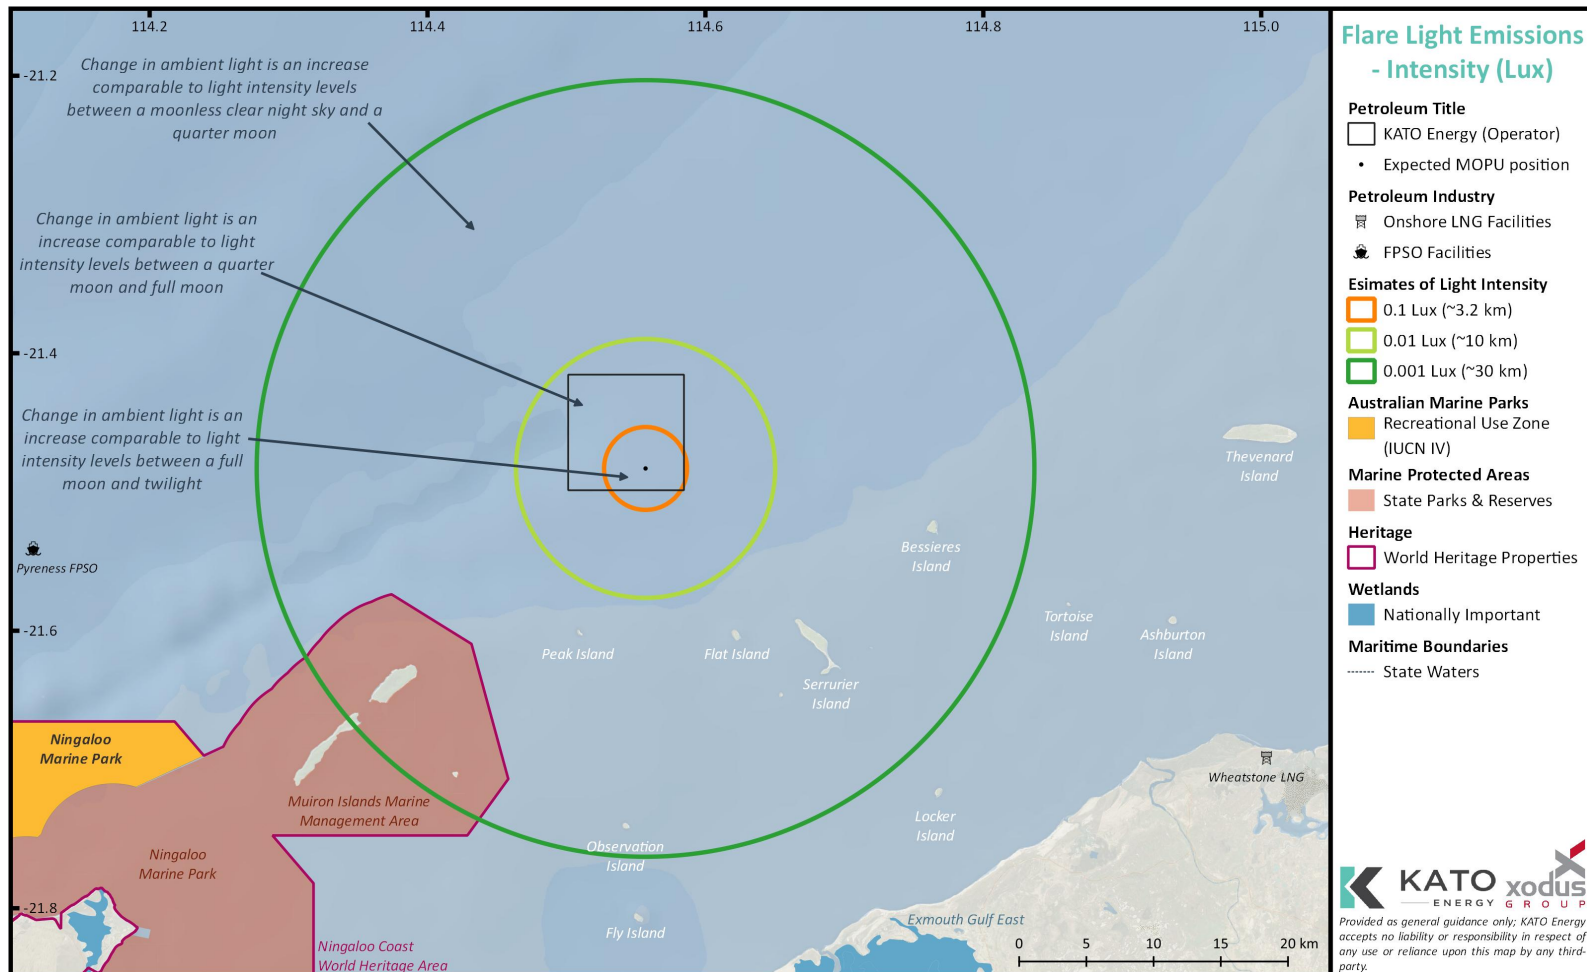 114.2
114.4
114.6
114.8
115.0
-21.2
-21.4
-21.6
-21.8
Change in ambient light is an increase
comparable to light intensity levels
between a moonless clear night sky and a
quarter moon
Change in ambient light is an
increase comparable to light
intensity levels between a quarter
moon and full moon
Change in ambient light is an
increase comparable to light
intensity levels between a full
moon and twilight
Pyreness FPSO
Thevenard
Island
Bessieres
Island
Tortoise
Island
Ashburton
Island
Peak Island
Flat Island
Serrurier
Island
Ningaloo
Marine Park
Muiron Islands Marine
Management Area
Ningaloo
Marine Park
Wheatstone LNG
Locker
Island
Observation
Island
Fly Island
Exmouth Gulf East
Ningaloo Coast
World Heritage Area
0 5 10 15 20 km
Flare Light Emissions
- Intensity (Lux)
Petroleum Title
KATO Energy (Operator)
Expected MOPU position
Petroleum Industry
Onshore LNG Facilities
FPSO Facilities
Esimates of Light Intensity
0.1 Lux (~3.2 km)
0.01 Lux (~10 km)
0.001 Lux (~30 km)
Australian Marine Parks
Recreational Use Zone
(IUCN IV)
Marine Protected Areas
State Parks & Reserves
Heritage
World Heritage Properties
Wetlands
Nationally Important
Maritime Boundaries
State Waters
KATO
ENERGY
xodus
GROUP
Provided as general guidance only; KATO Energy
accepts no liability or responsibility in respect of
any use or reliance upon this map by any third-
party.